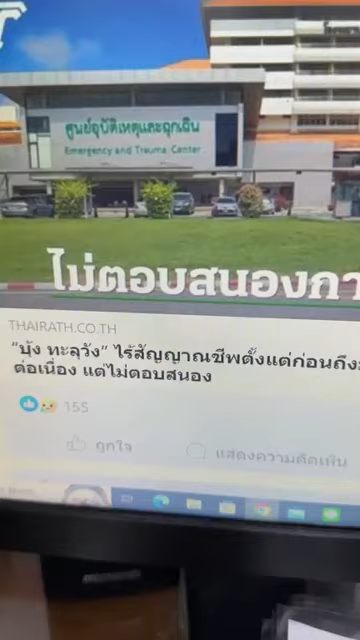 ศูนย์อุบัติเหตุและฉุกเฉิน
Emergency and Trauma Center
ไม่ตอบสนองกา
THAIRATH.CO.TH
"บุ้ง ทะลุวัง" ไร้สัญญาณชีพตั้งแต่ก่อนถึง
ต่อเนื่อง แต่ไม่ตอบสนอง
155
ถูกใจ
แสดงความคิดเห็น